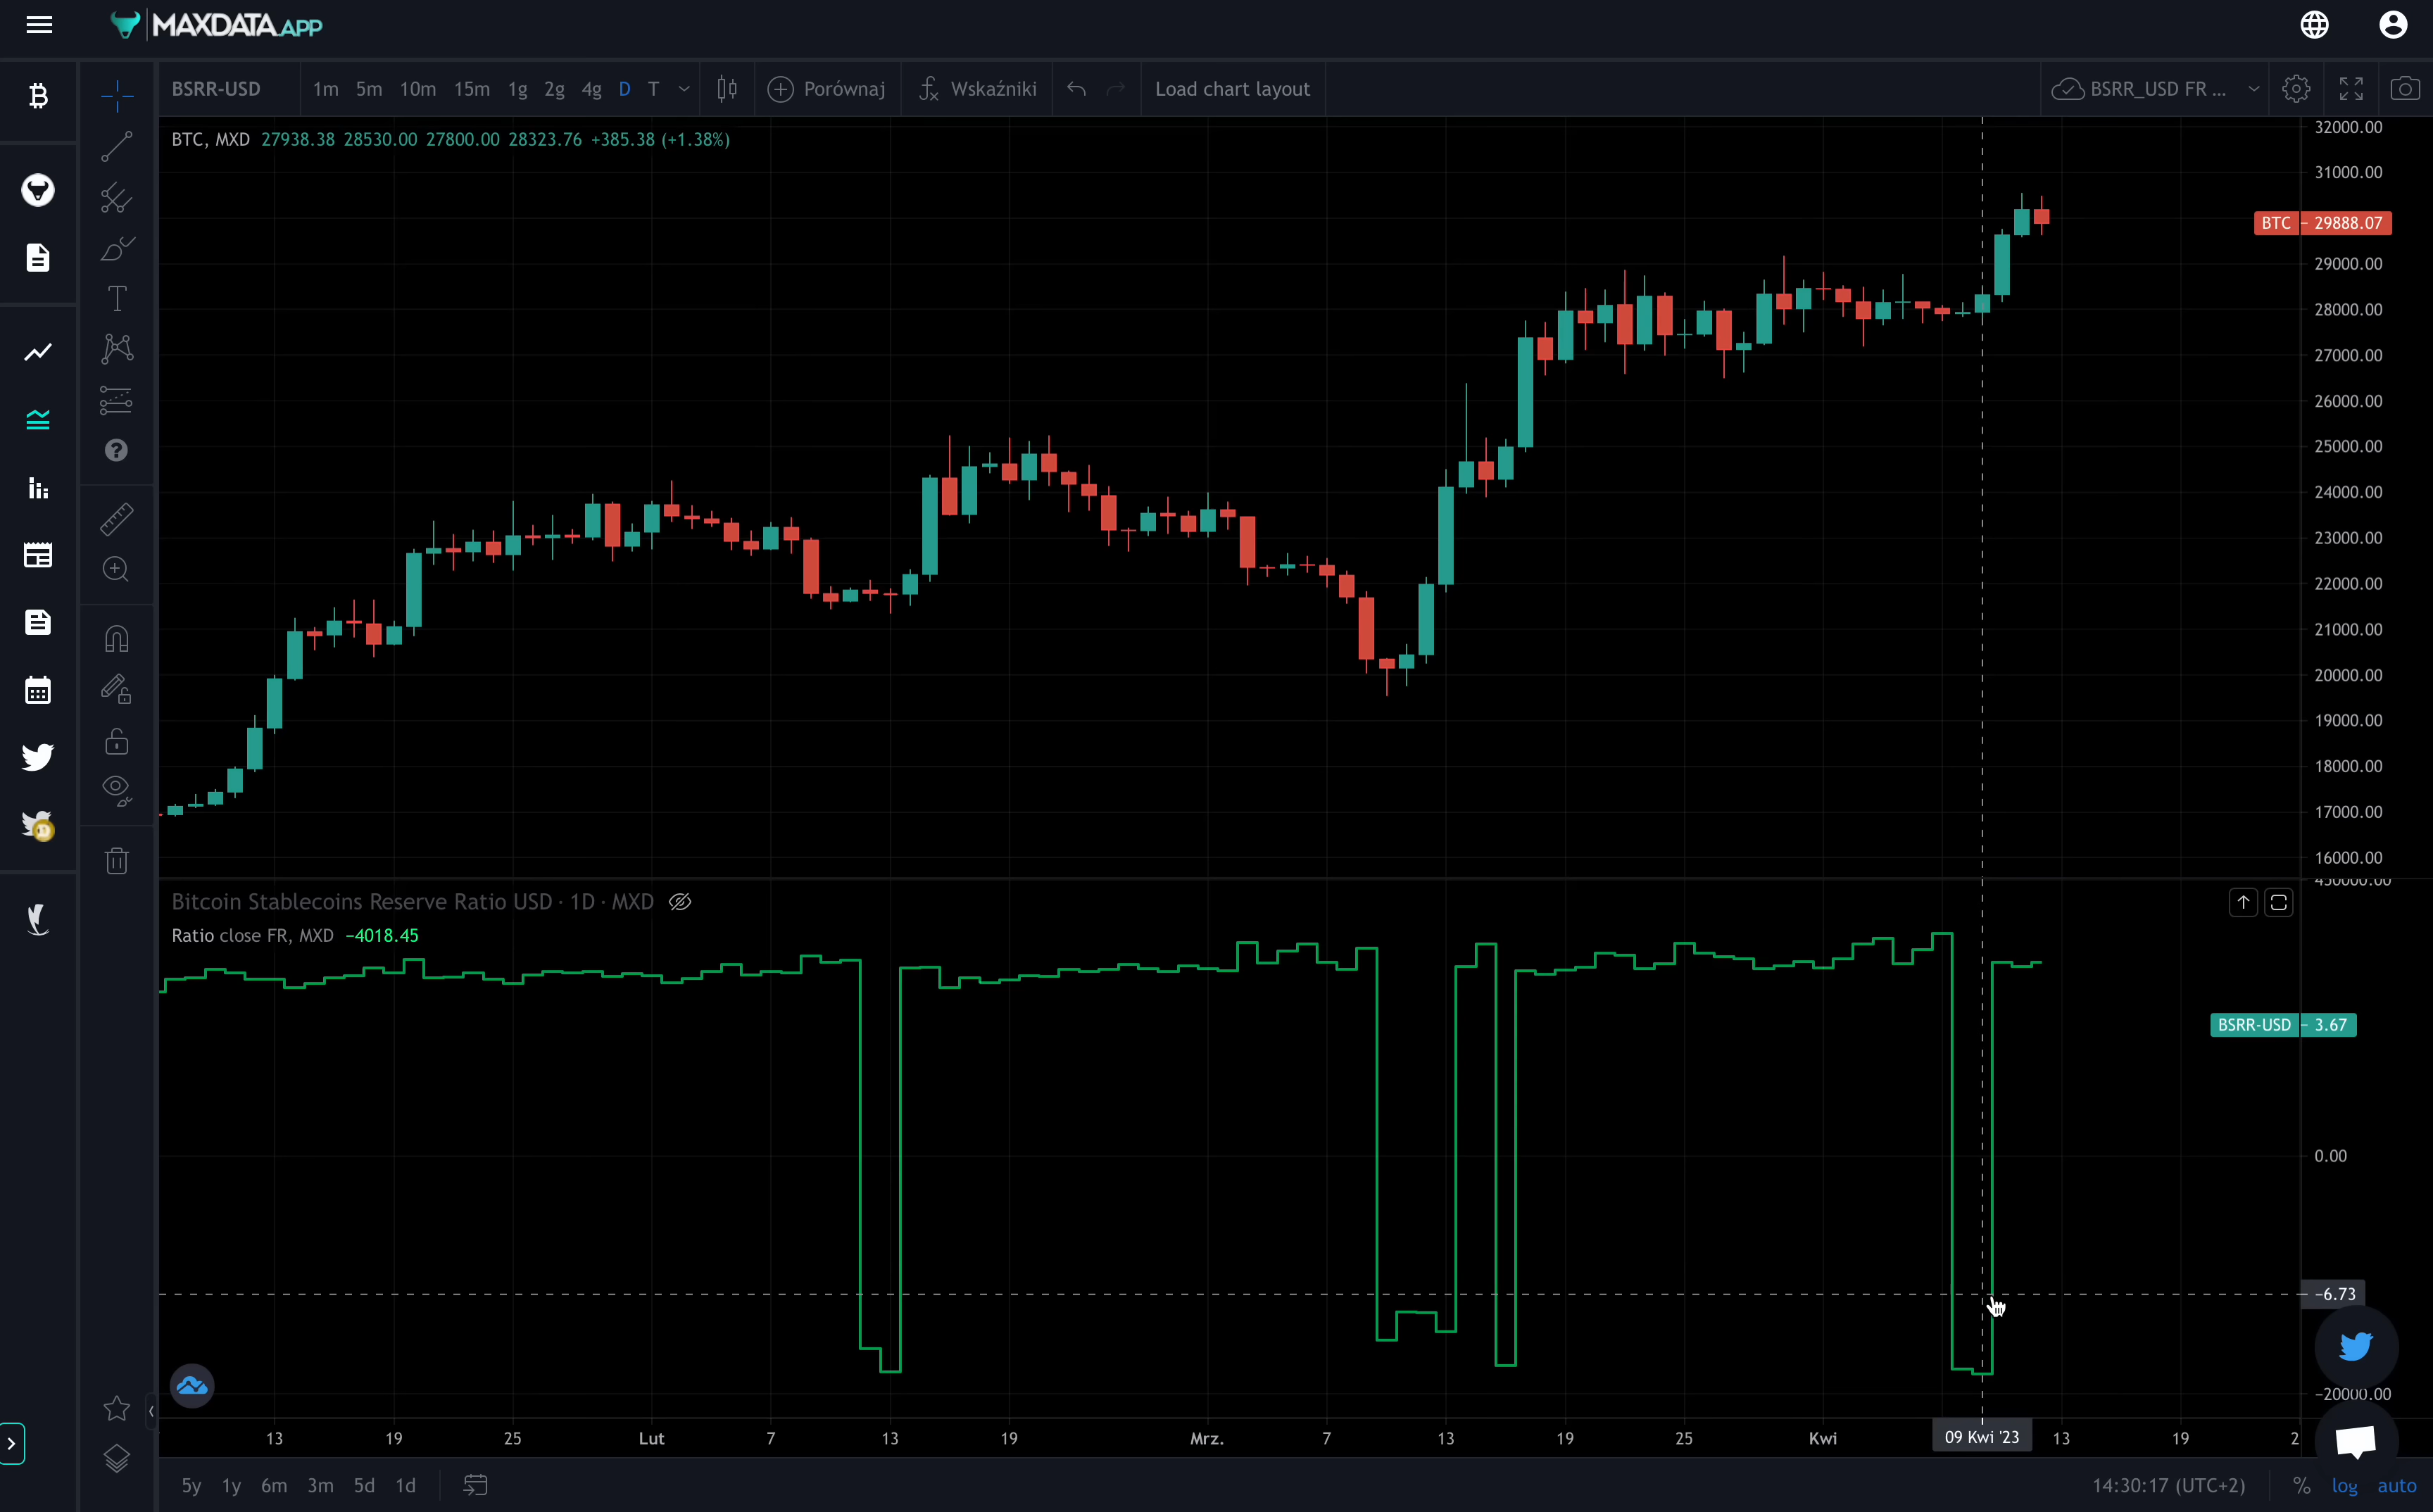 MAXDATA.APP
BSRR-USD 1m 5m 10m 15m 1g 2g 4g D T Porównaj Wskaźniki Load chart layout BSRR_USD FR ...
BTC, MXD 27938.38 28530.00 27800.00 28323.76 +385.38 (+1.38%)
32000.00
31000.00
BTC 29888.07
29000.00
28000.00
27000.00
26000.00
25000.00
24000.00
23000.00
22000.00
21000.00
20000.00
19000.00
18000.00
17000.00
16000.00
Bitcoin Stablecoins Reserve Ratio USD · 1D · MXD
Ratio close FR, MXD −4018.45
BSRR-USD 3.67
0.00
−6.73
−20000.00
13 19 25 Lut 7 13 19 Mrz. 7 13 19 25 Kwi 09 Kwi '23 13 19
5y 1y 6m 3m 5d 1d 14:30:17 (UTC+2) % log auto